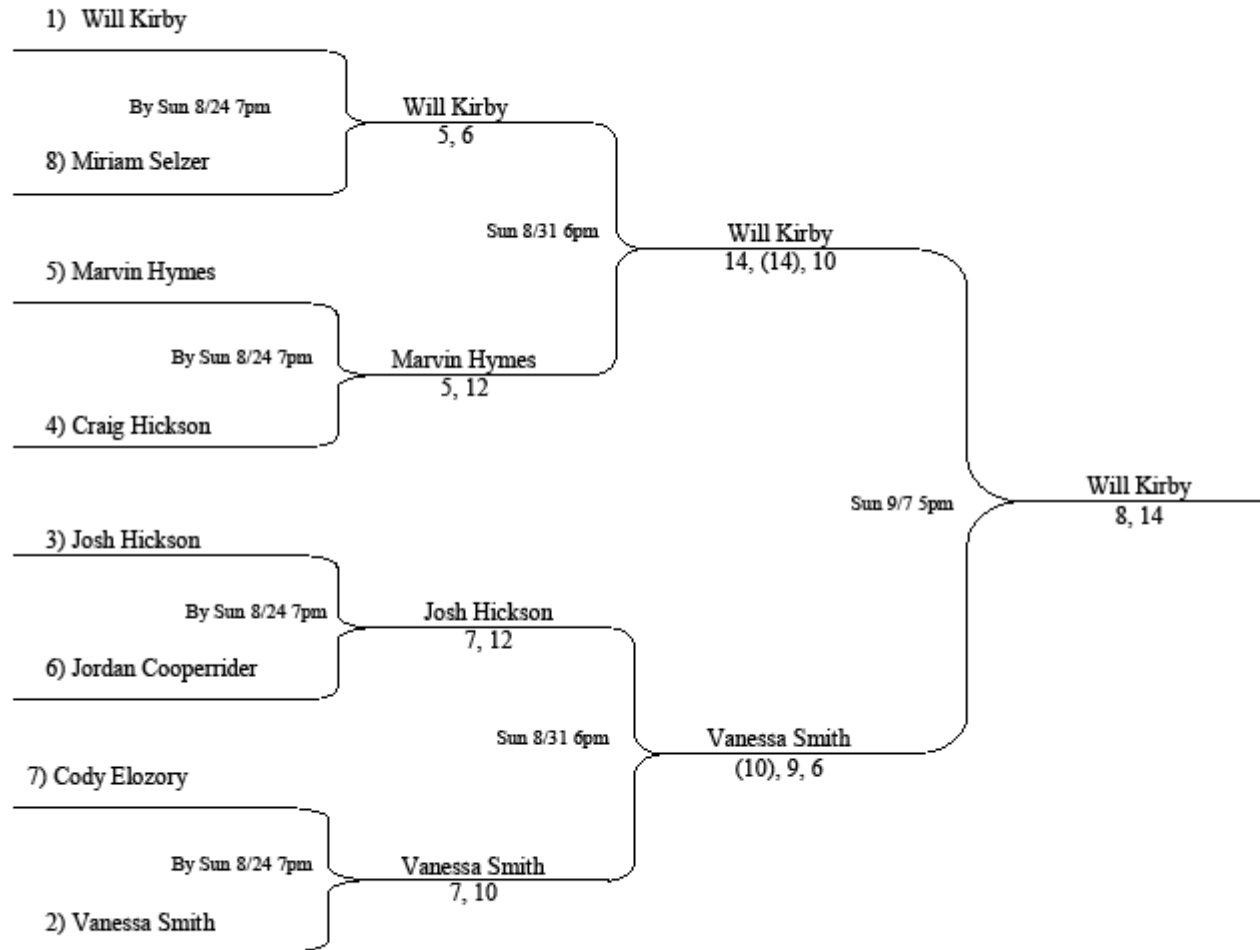 1) Will Kirby
By Sun 8/24 7pm
8) Miriam Selzer
Will Kirby
5, 6
5) Marvin Hymes
By Sun 8/24 7pm
4) Craig Hickson
Marvin Hymes
5, 12
Sun 8/31 6pm
Will Kirby
14, (14), 10
3) Josh Hickson
By Sun 8/24 7pm
6) Jordan Cooperrider
Josh Hickson
7, 12
7) Cody Elozory
By Sun 8/24 7pm
2) Vanessa Smith
Vanessa Smith
7, 10
Sun 8/31 6pm
Vanessa Smith
(10), 9, 6
Sun 9/7 5pm
Will Kirby
8, 14